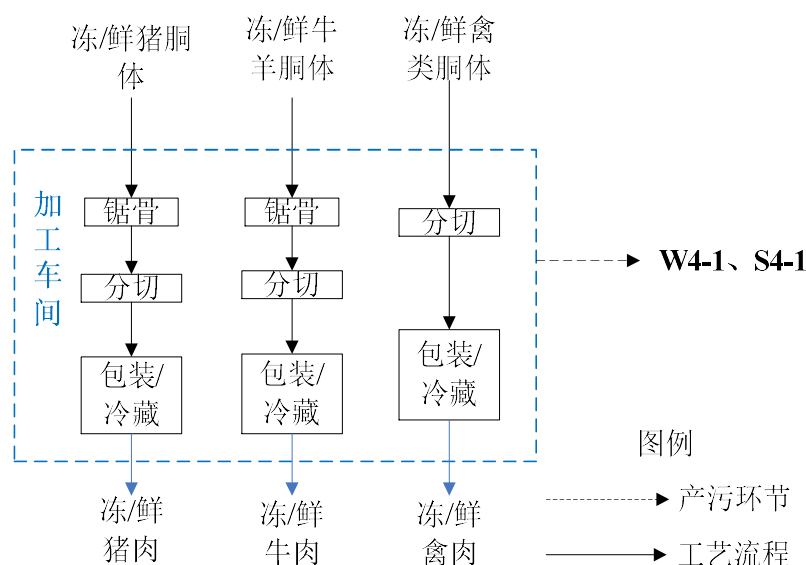 冻/鲜猪胴
体
冻/鲜牛
羊胴体
冻/鲜禽
类胴体
加工车间
锯骨
分切
包装/
冷藏
锯骨
分切
包装/
冷藏
分切
包装/
冷藏
W4-1、S4-1
冻/鲜
猪肉
冻/鲜
牛肉
冻/鲜
禽肉
图例
产污环节
工艺流程